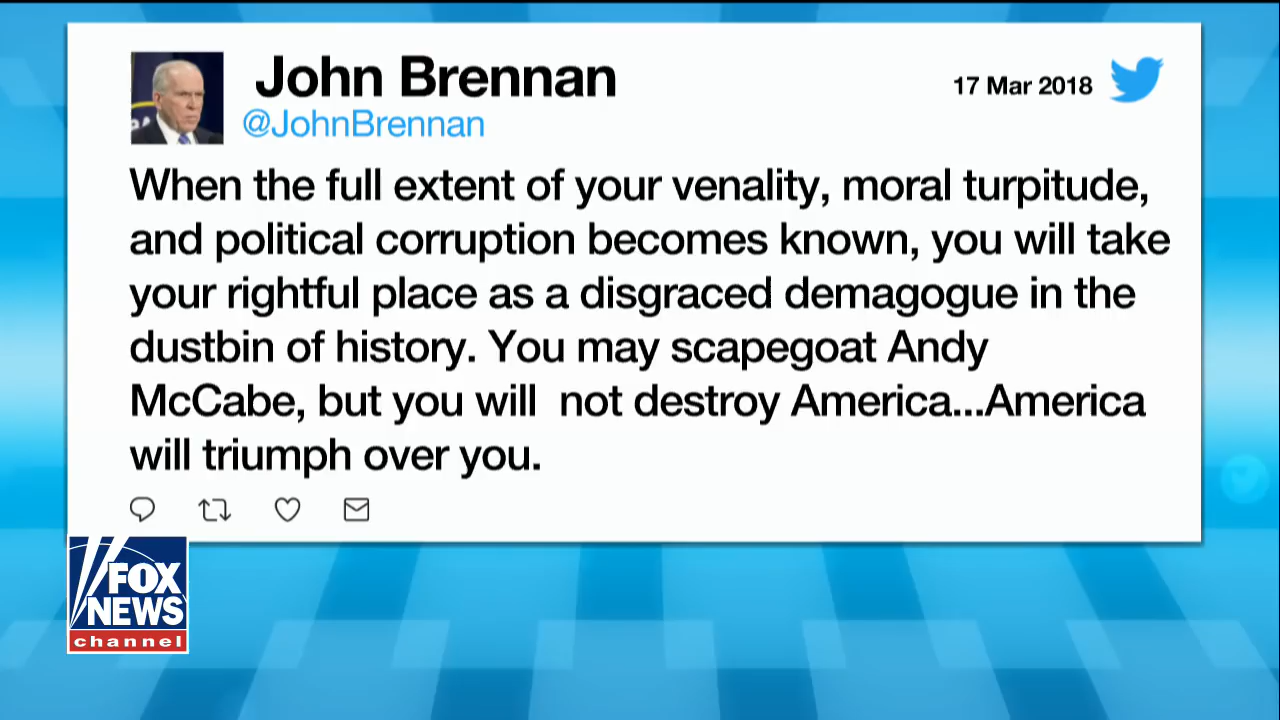 John Brennan
17 Mar 2018
@JohnBrennan
When the full extent of your venality, moral turpitude,
and political corruption becomes known, you will take
your rightful place as a disgraced demagogue in the
dustbin of history. You may scapegoat Andy
McCabe, but you will  not destroy America...America
will triumph over you.
FOX
NEWS
channel